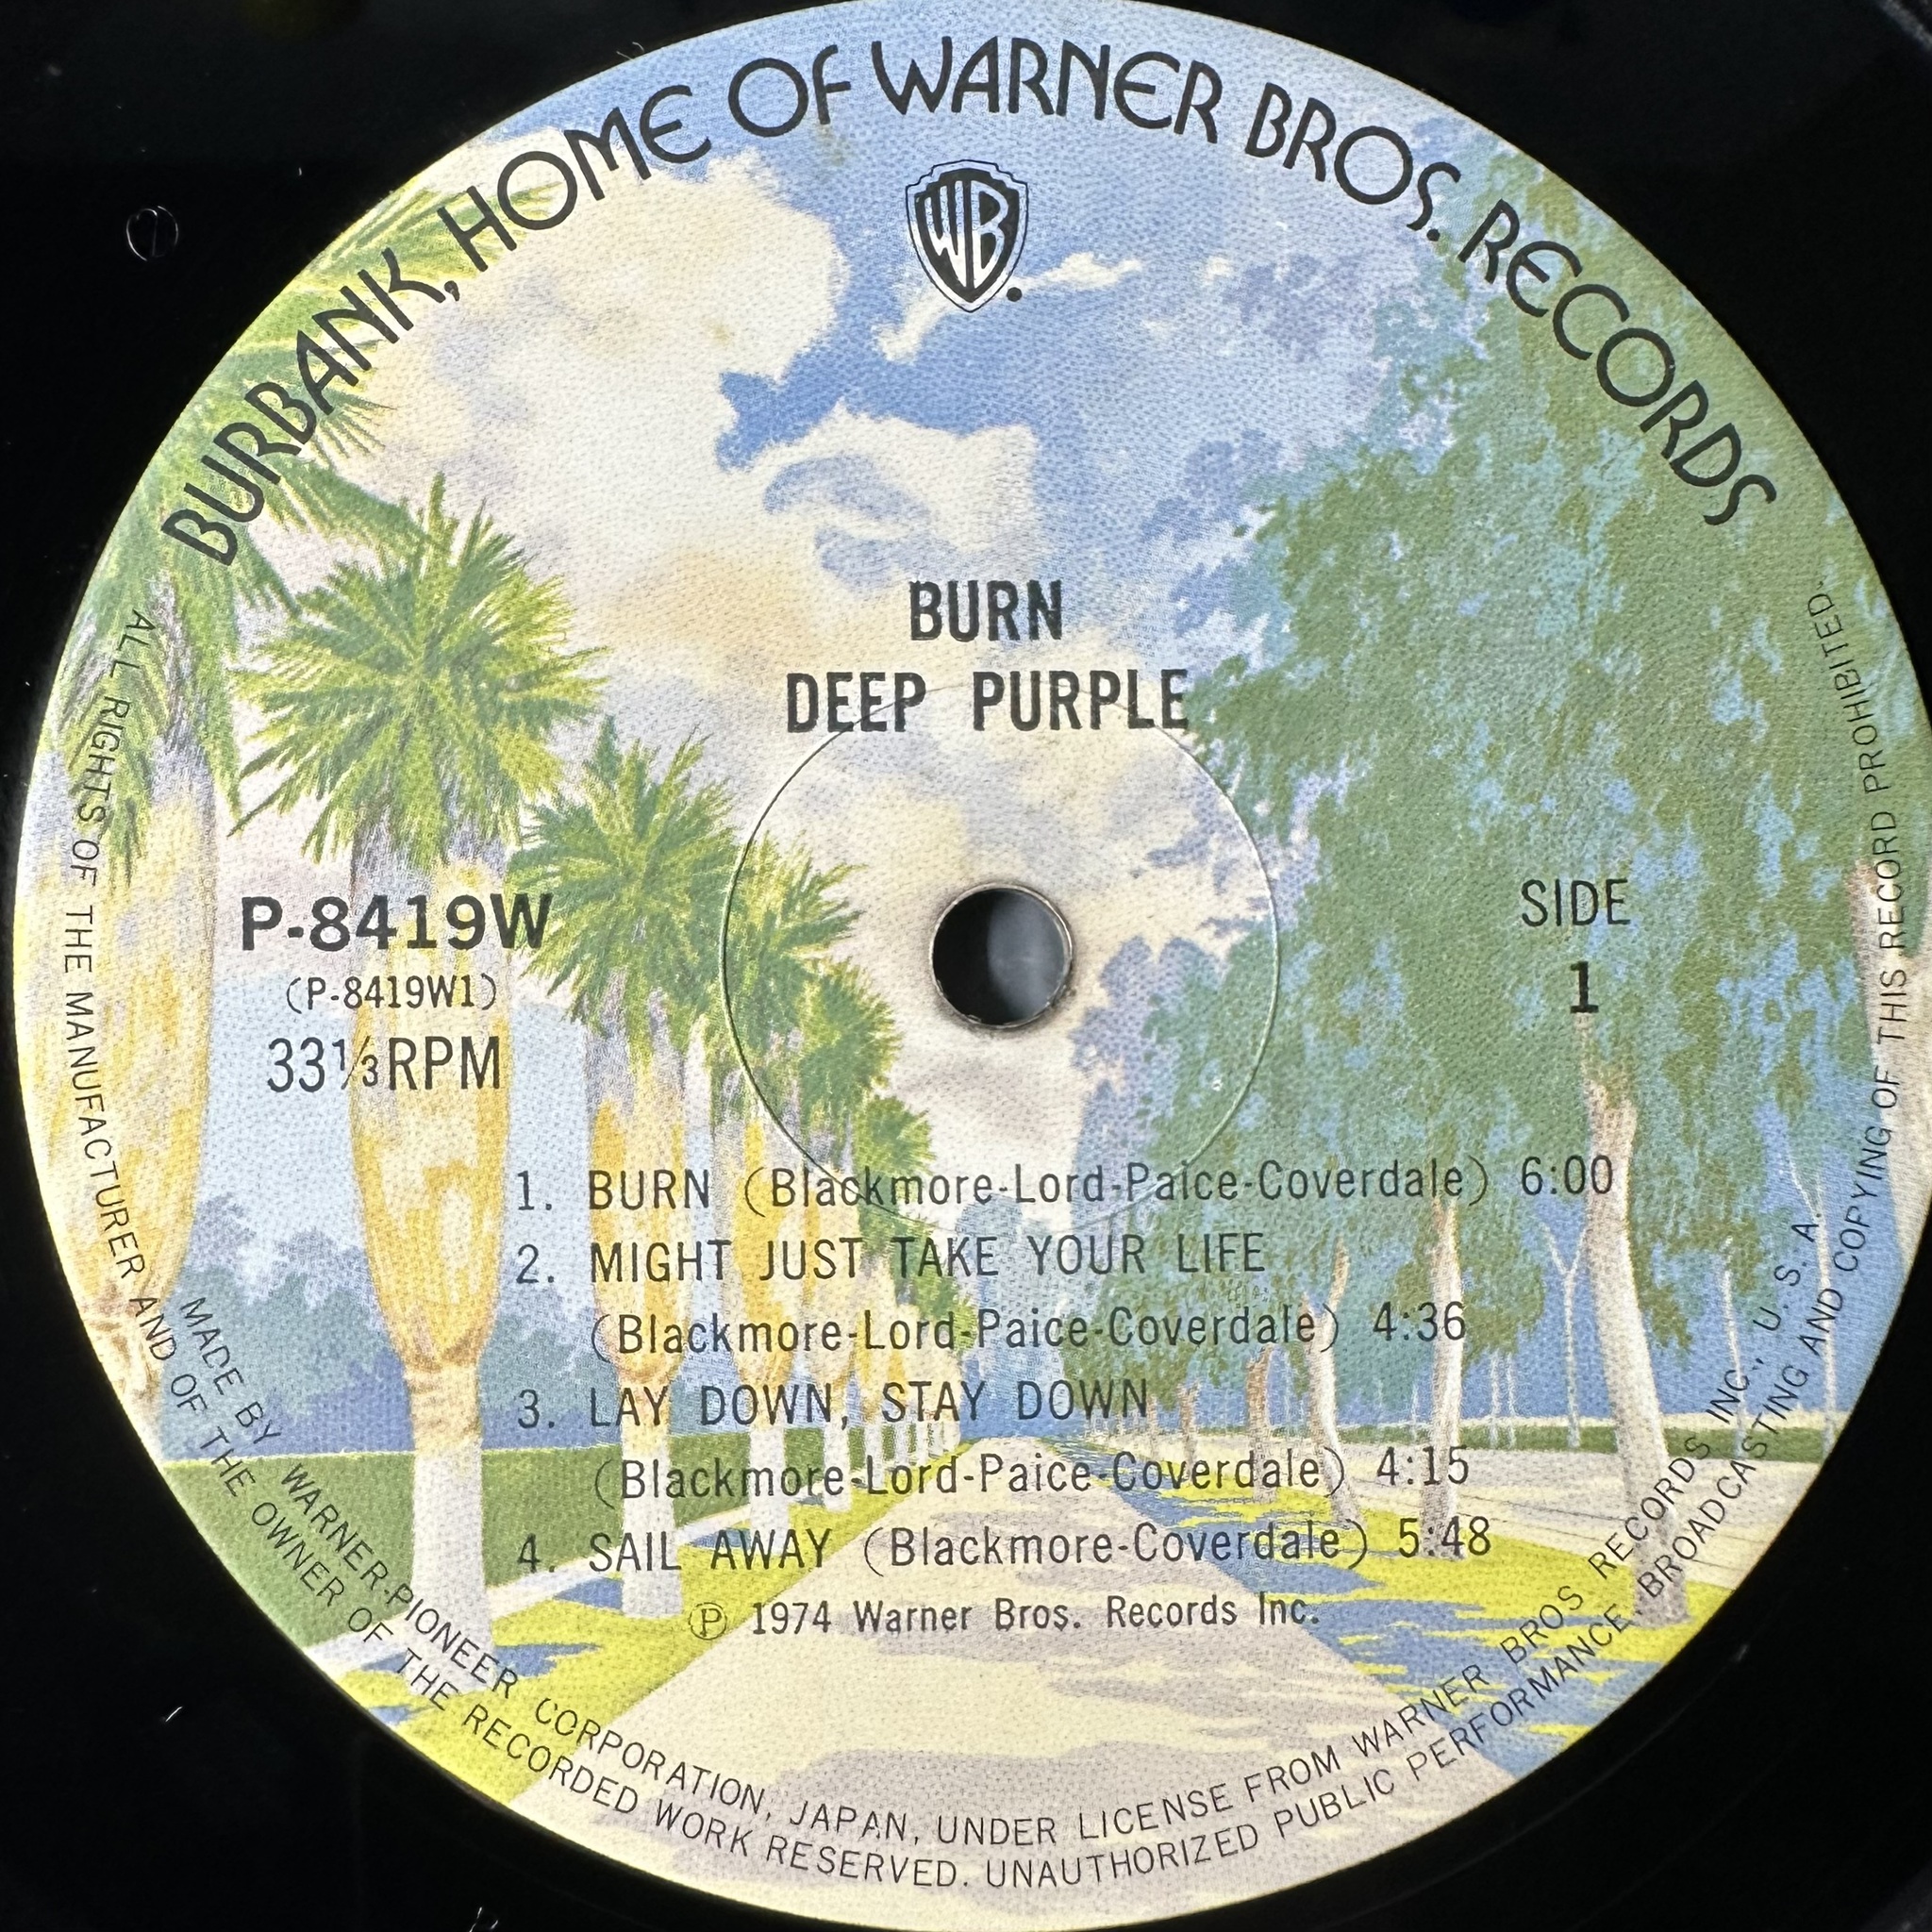 BURBANK, HOME OF WARNER BROS. RECORDS
WB
BURN
DEEP PURPLE
P-8419W
(P-8419W1)
33⅓RPM
SIDE
1
1. BURN (Blackmore-Lord-Paice-Coverdale) 6:00
2. MIGHT JUST TAKE YOUR LIFE
(Blackmore-Lord-Paice-Coverdale) 4:36
3. LAY DOWN, STAY DOWN
(Blackmore-Lord-Paice-Coverdale) 4:15
4. SAIL AWAY (Blackmore-Coverdale) 5:48
℗ 1974 Warner Bros. Records Inc.
MADE BY WARNER-PIONEER CORPORATION, JAPAN, UNDER LICENSE FROM WARNER BROS. RECORDS INC., U. S. A.
ALL RIGHTS OF THE MANUFACTURER AND OF THE OWNER OF THE RECORDED WORK RESERVED. UNAUTHORIZED PUBLIC PERFORMANCE, BROADCASTING AND COPYING OF THIS RECORD PROHIBITED.